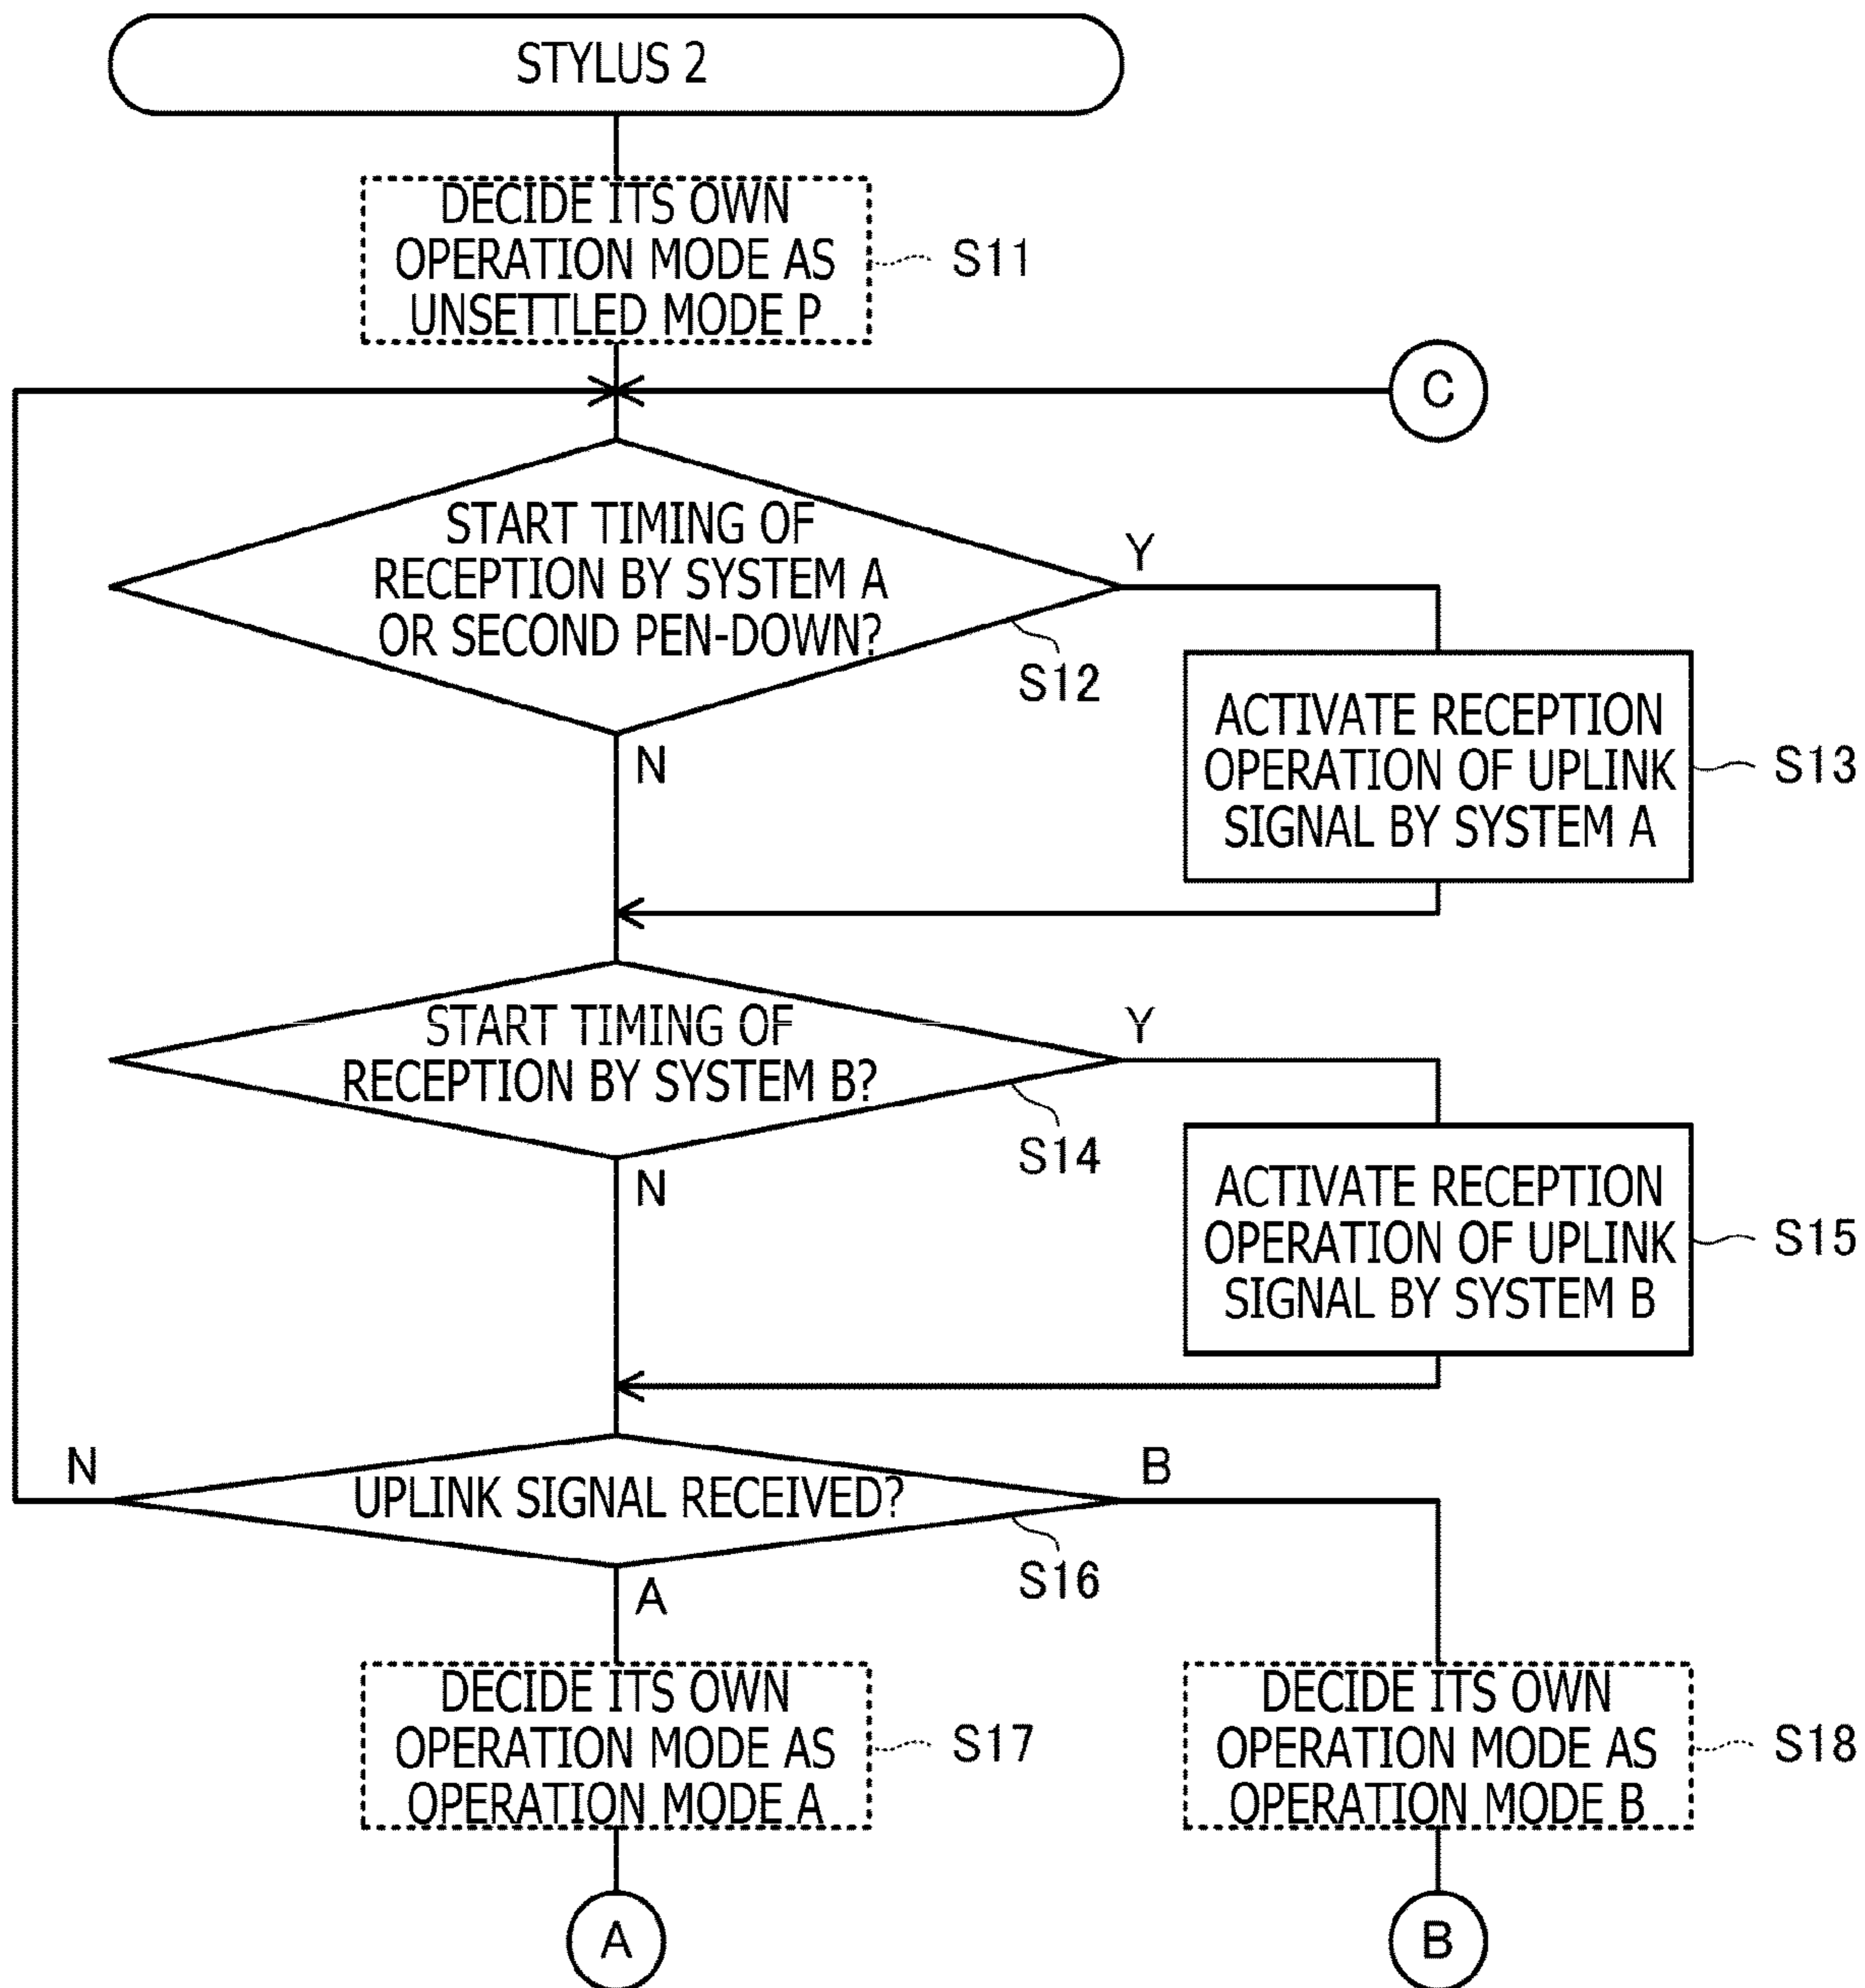 STYLUS 2
DECIDE ITS OWN
OPERATION MODE AS
UNSETTLED MODE P
S11
C
START TIMING OF
RECEPTION BY SYSTEM A
OR SECOND PEN-DOWN?
Y
S12
N
ACTIVATE RECEPTION
OPERATION OF UPLINK
SIGNAL BY SYSTEM A
S13
START TIMING OF
RECEPTION BY SYSTEM B?
Y
S14
N
ACTIVATE RECEPTION
OPERATION OF UPLINK
SIGNAL BY SYSTEM B
S15
N
UPLINK SIGNAL RECEIVED?
B
S16
A
DECIDE ITS OWN
OPERATION MODE AS
OPERATION MODE A
S17
DECIDE ITS OWN
OPERATION MODE AS
OPERATION MODE B
S18
A
B